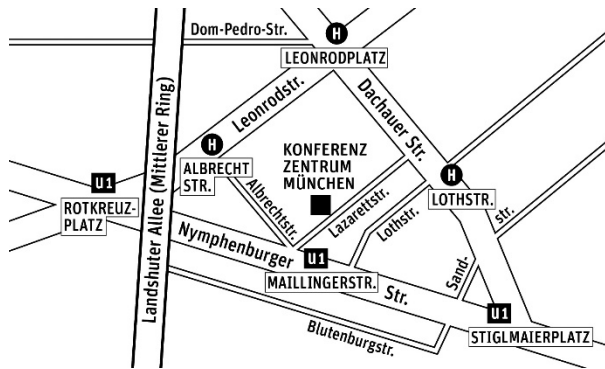 Dom-Pedro-Str.
H
LEONRODPLATZ
Landshuter Allee (Mittlerer Ring)
Leonrodstr.
Dachauer Str.
H
ALBRECHT
STR.
KONFERENZ
ZENTRUM
MÜNCHEN
H
LOTHSTR.
U1
ROTKREUZ-
PLATZ
Albrechtstr.
Lazarettstr.
Lothstr.
Sand-
str.
Nymphenburger
Str.
U1
MAILLINGERSTR.
U1
STIGLMAIERPLATZ
Blutenburgstr.